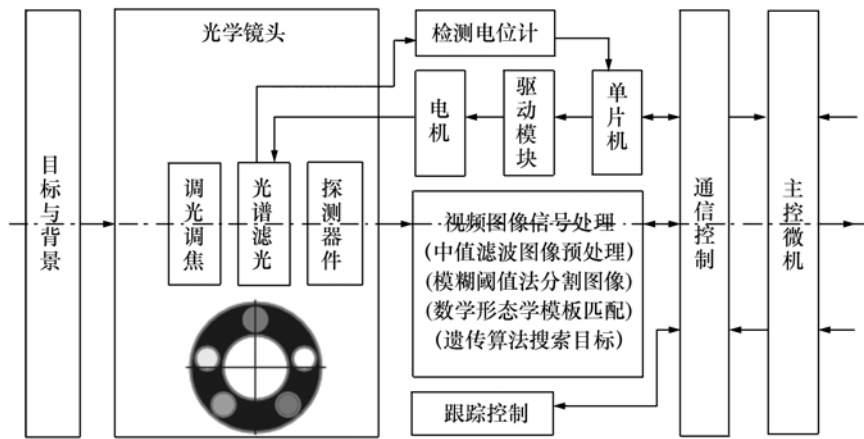 光学镜头
检测电位计
电机
驱动模块
单片机
目标与背景
调光调焦
光谱滤光
探测器件
视频图像信号处理
(中值滤波图像预处理)
(模糊阈值法分割图像)
(数学形态学模板匹配)
(遗传算法搜索目标)
跟踪控制
通信控制
主控微机